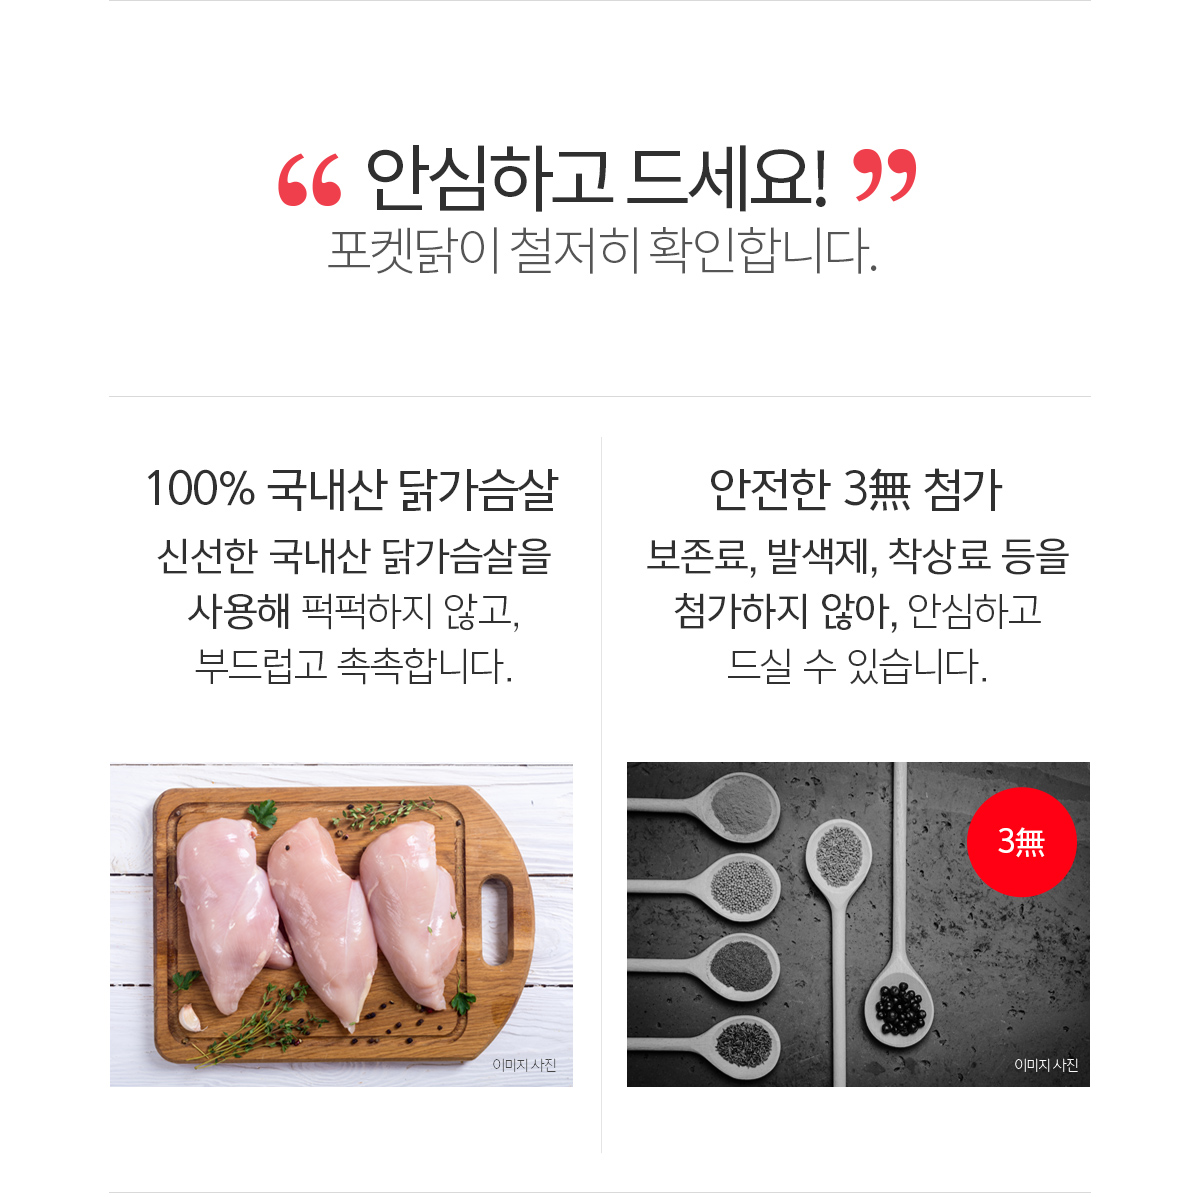 “ 안심하고 드세요! ”
포켓닭이 철저히 확인합니다.
100% 국내산 닭가슴살
신선한 국내산 닭가슴살을
사용해 퍽퍽하지 않고,
부드럽고 촉촉합니다.
이미지 사진
안전한 3無 첨가
보존료, 발색제, 착상료 등을
첨가하지 않아, 안심하고
드실 수 있습니다.
3無
이미지 사진